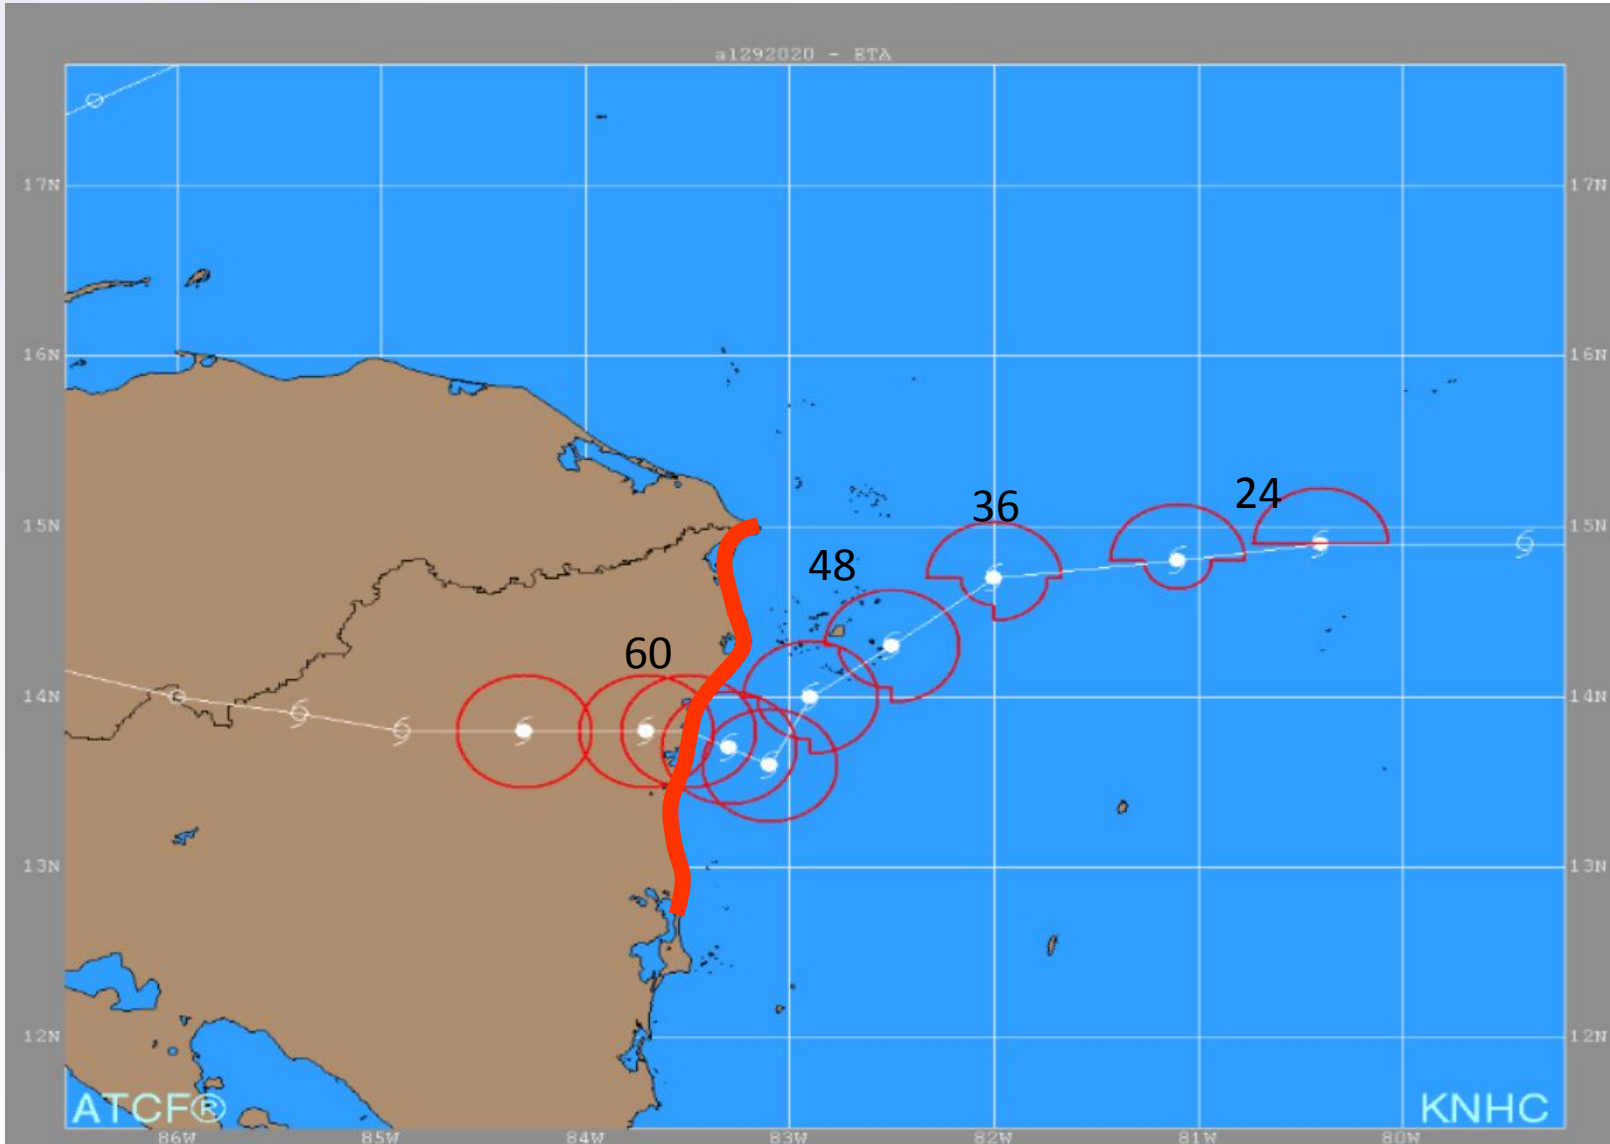 a1292020 - ETA
17N 17N
16N 16N
24
36
15N 15N
48
60
14N 14N
13N 13N
12N 12N
ATCF® KNHC
86W 85W 84W 83W 82W 81W 80W